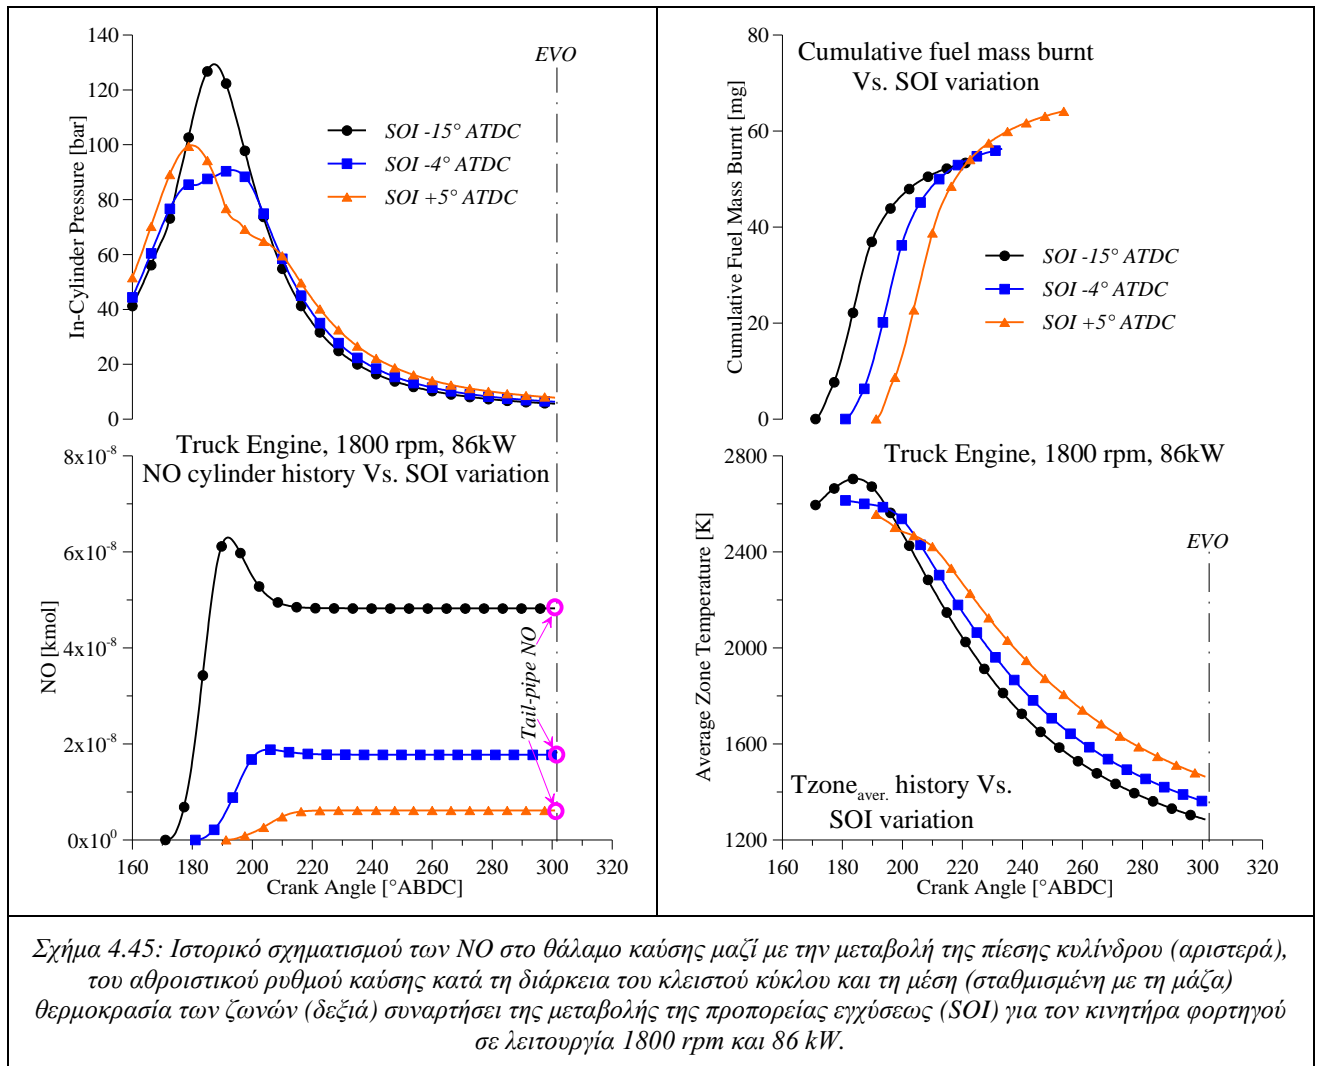 140
120
100
80
60
40
20
0
In-Cylinder Pressure [bar]
EVO
SOI -15° ATDC
SOI -4° ATDC
SOI +5° ATDC
Truck Engine, 1800 rpm, 86kW
NO cylinder history Vs. SOI variation
8x10⁻⁸
6x10⁻⁸
4x10⁻⁸
2x10⁻⁸
0x10⁰
NO [kmol]
Tail-pipe NO
160 180 200 220 240 260 280 300 320
Crank Angle [°ABDC]
80
60
40
20
0
Cumulative Fuel Mass Burnt [mg]
Cumulative fuel mass burnt
Vs. SOI variation
SOI -15° ATDC
SOI -4° ATDC
SOI +5° ATDC
Truck Engine, 1800 rpm, 86kW
2800
2400
2000
1600
1200
Average Zone Temperature [K]
EVO
Tzoneaver. history Vs.
SOI variation
160 180 200 220 240 260 280 300 320
Crank Angle [°ABDC]
Σχήμα 4.45: Ιστορικό σχηματισμού των ΝΟ στο θάλαμο καύσης μαζί με την μεταβολή της πίεσης κυλίνδρου (αριστερά),
του αθροιστικού ρυθμού καύσης κατά τη διάρκεια του κλειστού κύκλου και τη μέση (σταθμισμένη με τη μάζα)
θερμοκρασία των ζωνών (δεξιά) συναρτήσει της μεταβολής της προπορείας εγχύσεως (SOI) για τον κινητήρα φορτηγού
σε λειτουργία 1800 rpm και 86 kW.